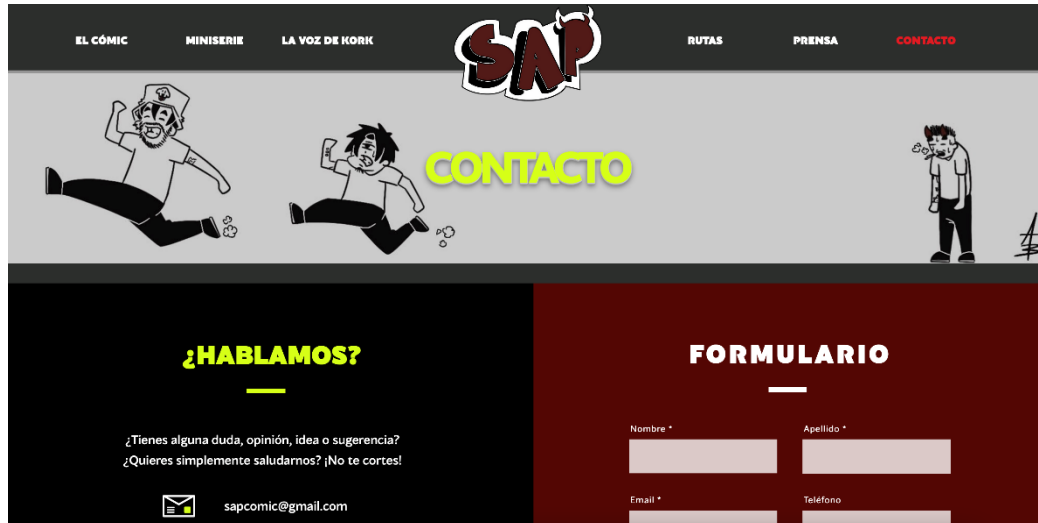 EL CÓMIC
MINISERIE
LA VOZ DE KORK
SAP
RUTAS
PRENSA
CONTACTO
CONTACTO
¿HABLAMOS?
¿Tienes alguna duda, opinión, idea o sugerencia?
¿Quieres simplemente saludarnos? ¡No te cortes!
sapcomic@gmail.com
FORMULARIO
Nombre *
Apellido *
Email *
Teléfono